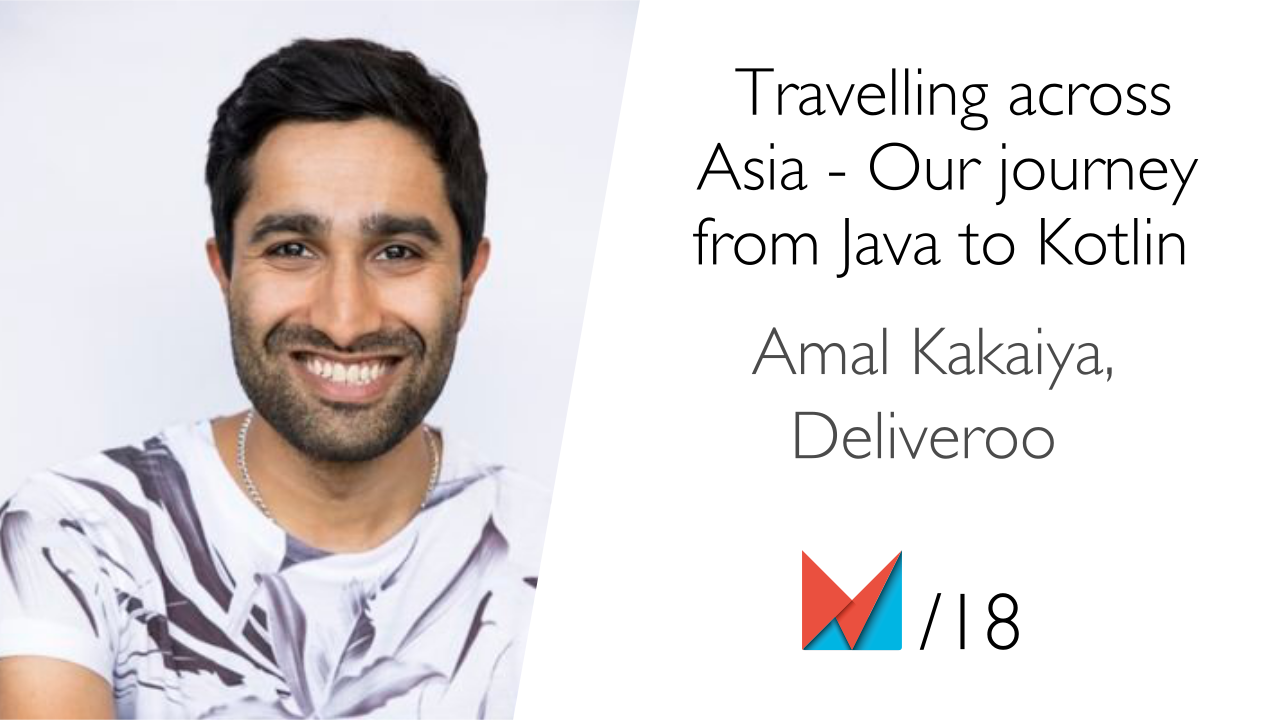 Travelling across
Asia - Our journey
from Java to Kotlin
Amal Kakaiya,
Deliveroo
/18